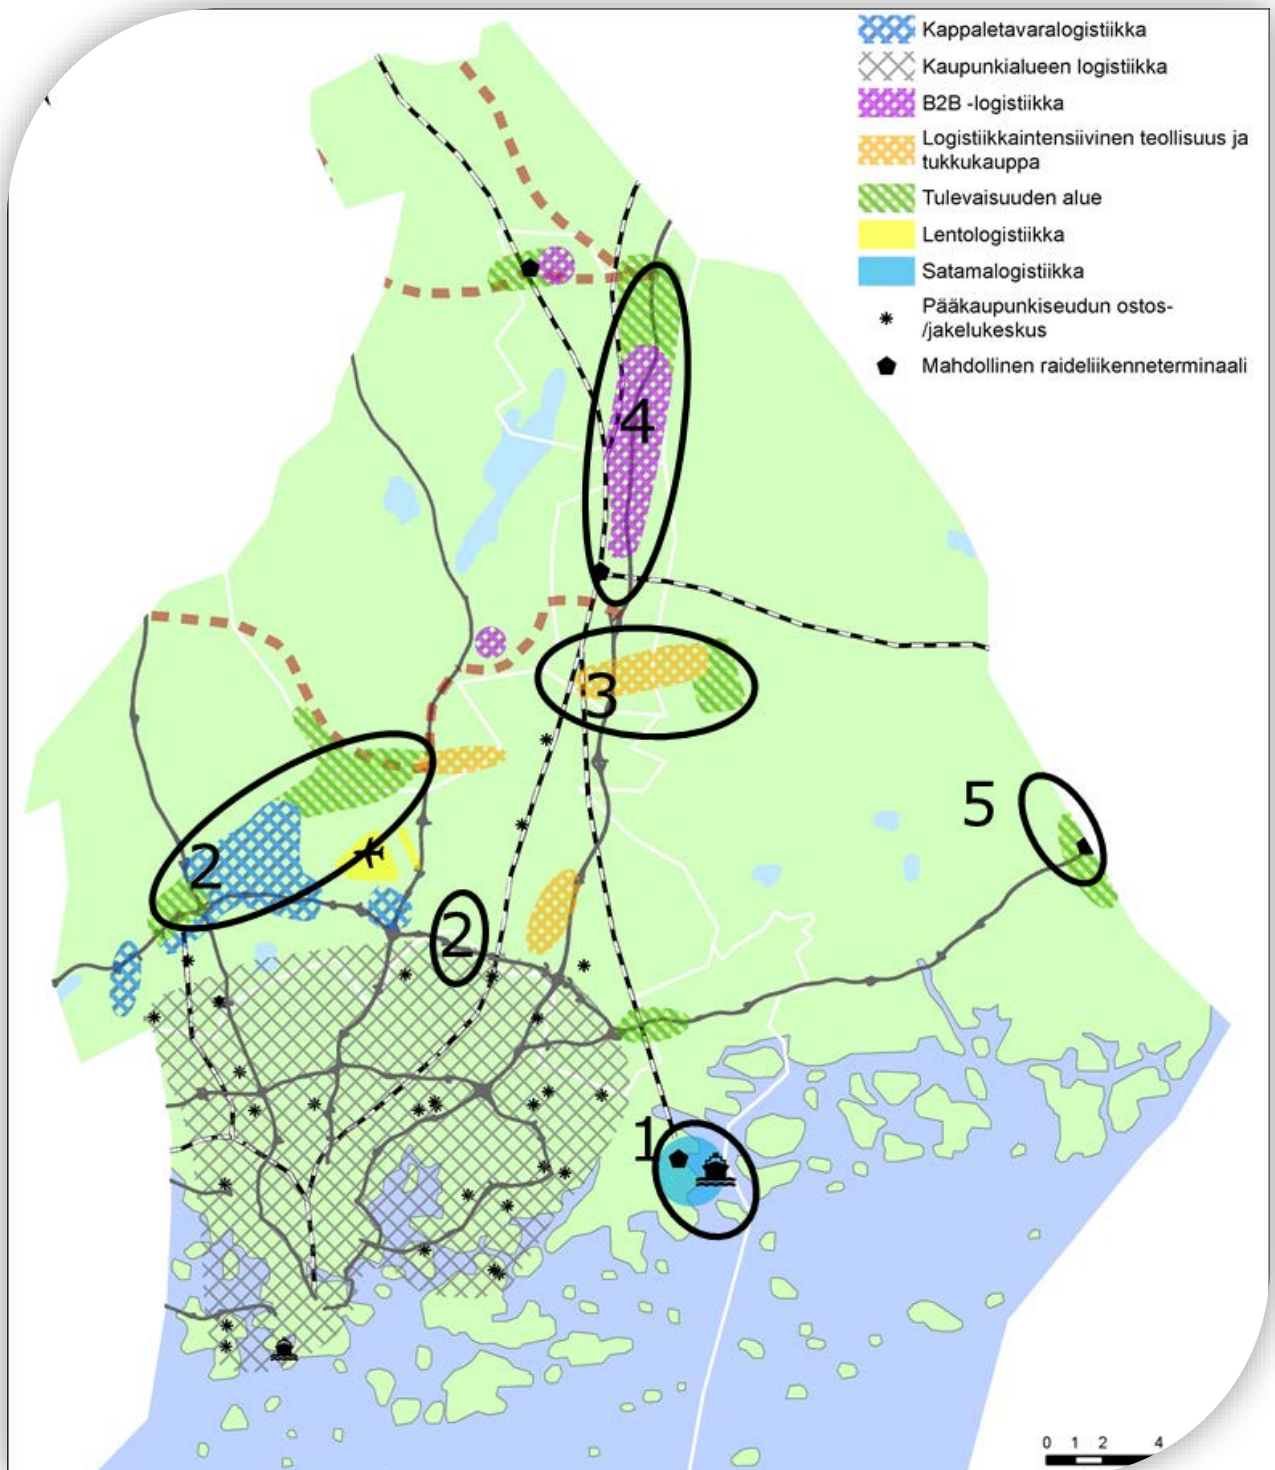 Kappaletavaralogistiikka
Kaupunkialueen logistiikka
B2B -logistiikka
Logistiikkaintensiivinen teollisuus ja
tukkukauppa
Tulevaisuuden alue
Lentologistiikka
Satamalogistiikka
Pääkaupunkiseudun ostos-
/jakelukeskus
Mahdollinen raideliikenneterminaali
4
3
5
2
2
1
0 1 2 4